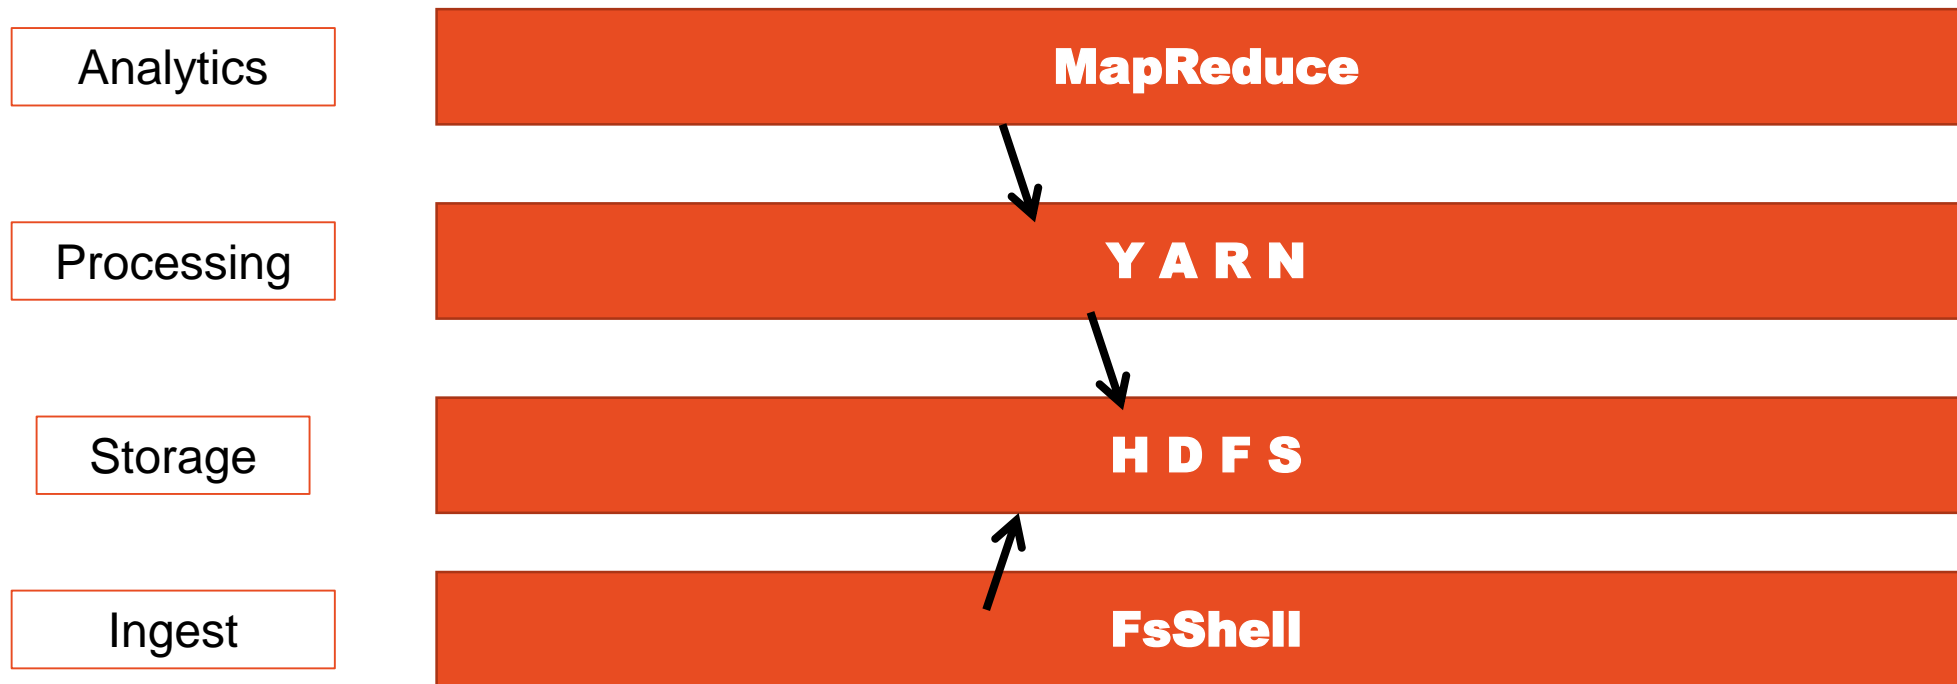 Analytics
MapReduce
Processing
Y A R N
Storage
H D F S
Ingest
FsShell